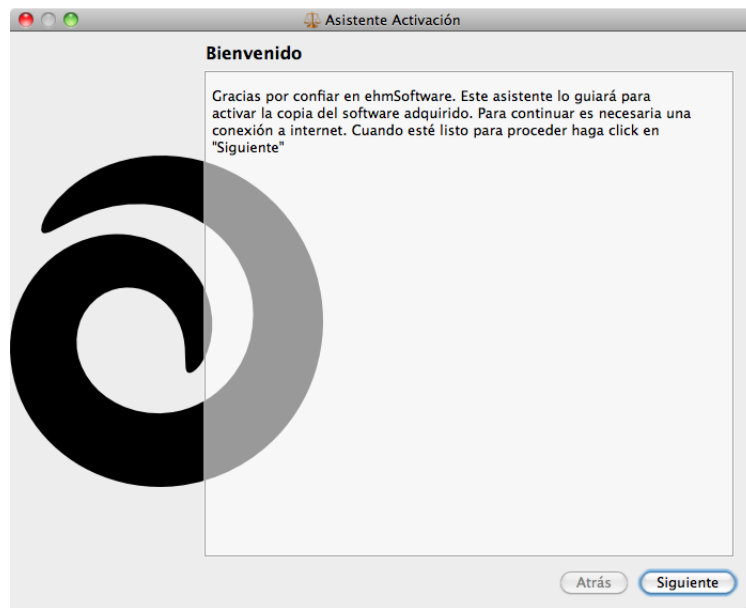 Asistente Activación
Bienvenido
Gracias por confiar en ehmSoftware. Este asistente lo guiará para
activar la copia del software adquirido. Para continuar es necesaria una
conexión a internet. Cuando esté listo para proceder haga click en
"Siguiente"
Atrás
Siguiente